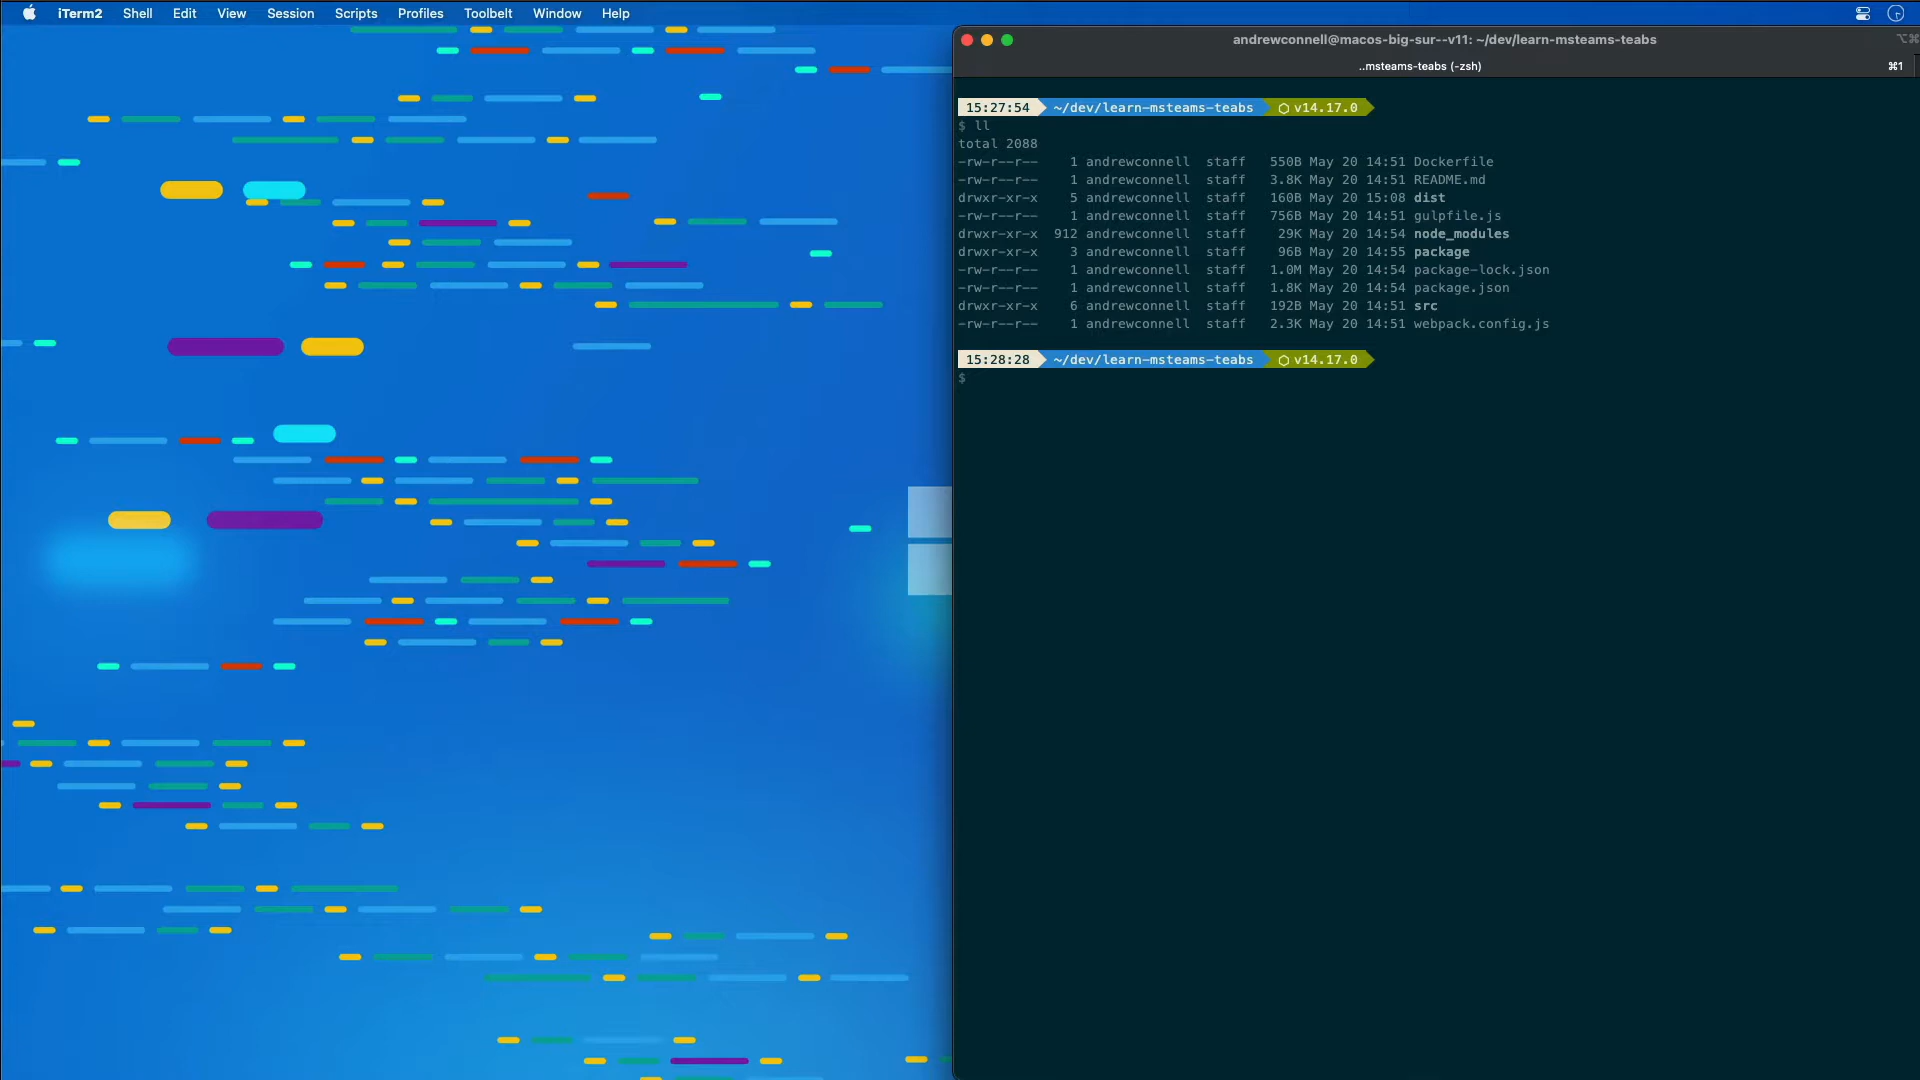 iTerm2 Shell Edit View Session Scripts Profiles Toolbelt Window Help
andrewconnell@macos-big-sur--v11: ~/dev/learn-msteams-teabs ⌥⌘
..msteams-teabs (-zsh) ⌘1
15:27:54 ~/dev/learn-msteams-teabs ⬡ v14.17.0
$ ll
total 2088
-rw-r--r-- 1 andrewconnell staff 550B May 20 14:51 Dockerfile
-rw-r--r-- 1 andrewconnell staff 3.8K May 20 14:51 README.md
drwxr-xr-x 5 andrewconnell staff 160B May 20 15:08 dist
-rw-r--r-- 1 andrewconnell staff 756B May 20 14:51 gulpfile.js
drwxr-xr-x 912 andrewconnell staff 29K May 20 14:54 node_modules
drwxr-xr-x 3 andrewconnell staff 96B May 20 14:55 package
-rw-r--r-- 1 andrewconnell staff 1.0M May 20 14:54 package-lock.json
-rw-r--r-- 1 andrewconnell staff 1.8K May 20 14:54 package.json
drwxr-xr-x 6 andrewconnell staff 192B May 20 14:51 src
-rw-r--r-- 1 andrewconnell staff 2.3K May 20 14:51 webpack.config.js
15:28:28 ~/dev/learn-msteams-teabs ⬡ v14.17.0
$